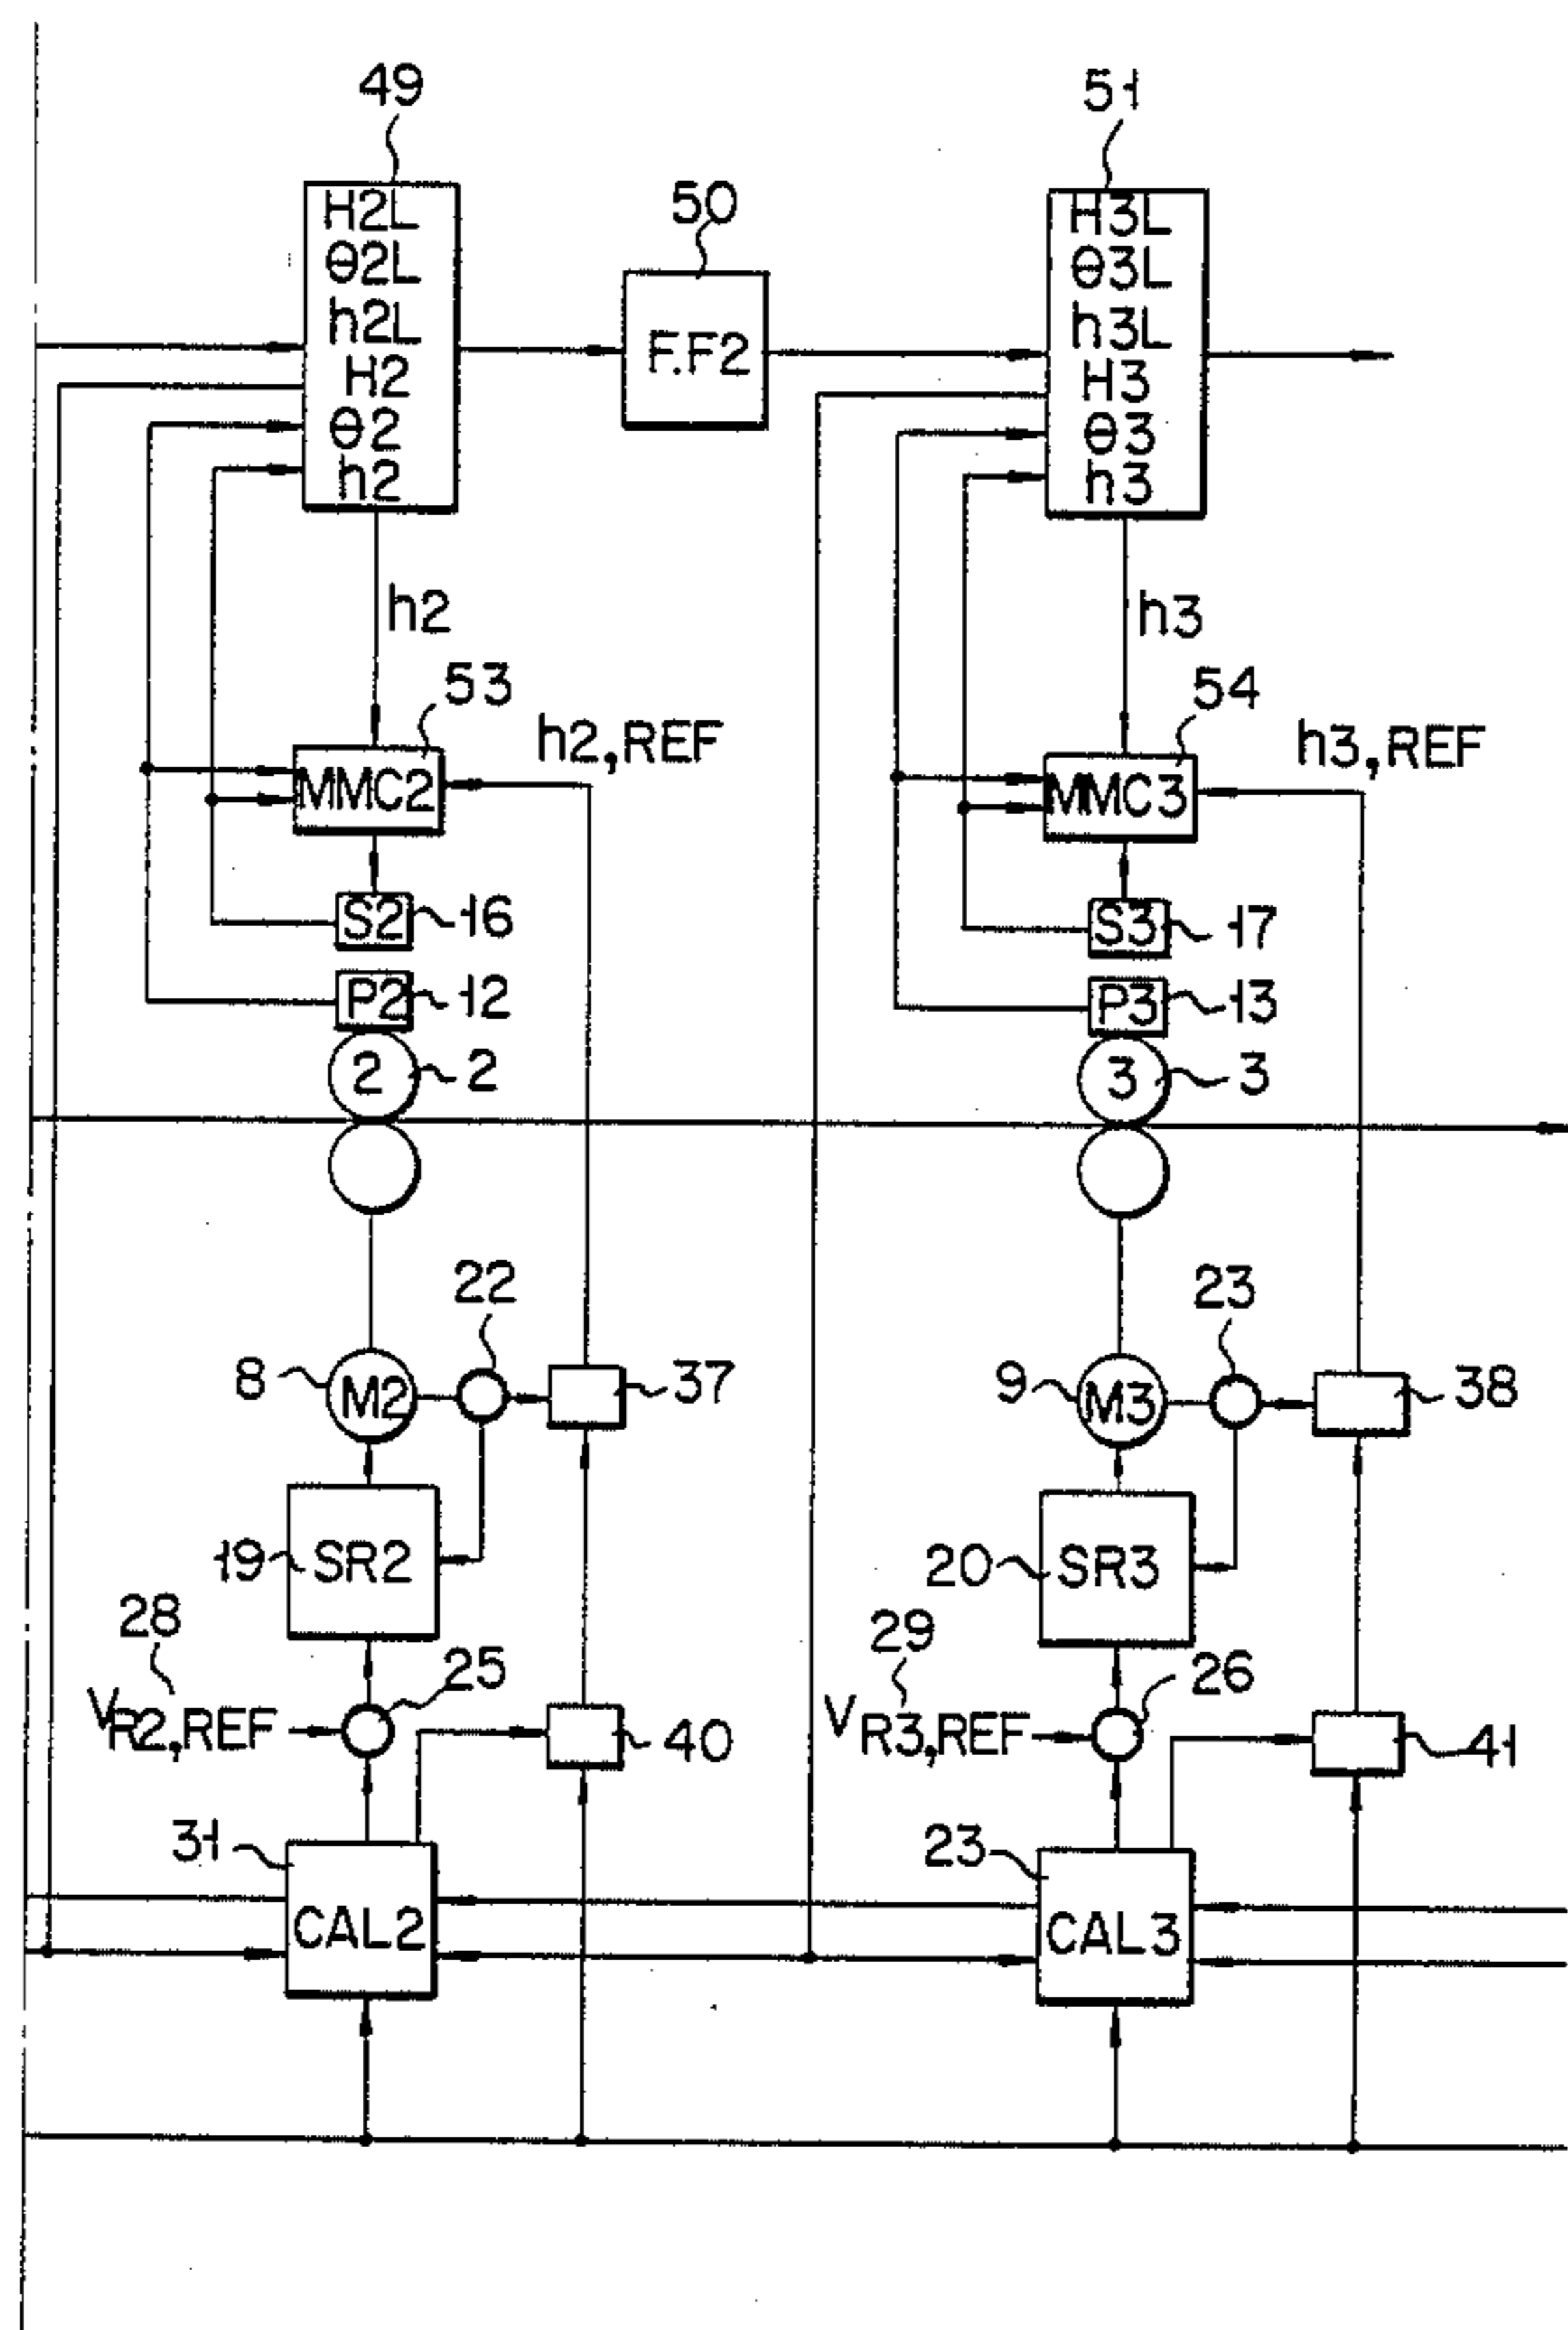 49
51
50
H2L
θ2L
h2L
H2
θ2
h2
F.F2
H3L
θ3L
h3L
H3
θ3
h3
h2
h3
53
h2,REF
54
h3,REF
MMC2
MMC3
S2
16
S3
17
P2
12
P3
13
2
2
3
3
22
23
8
M2
37
9
M3
38
19
SR2
20
SR3
28
25
29
26
VR2,REF
40
VR3,REF
41
31
23
CAL2
CAL3